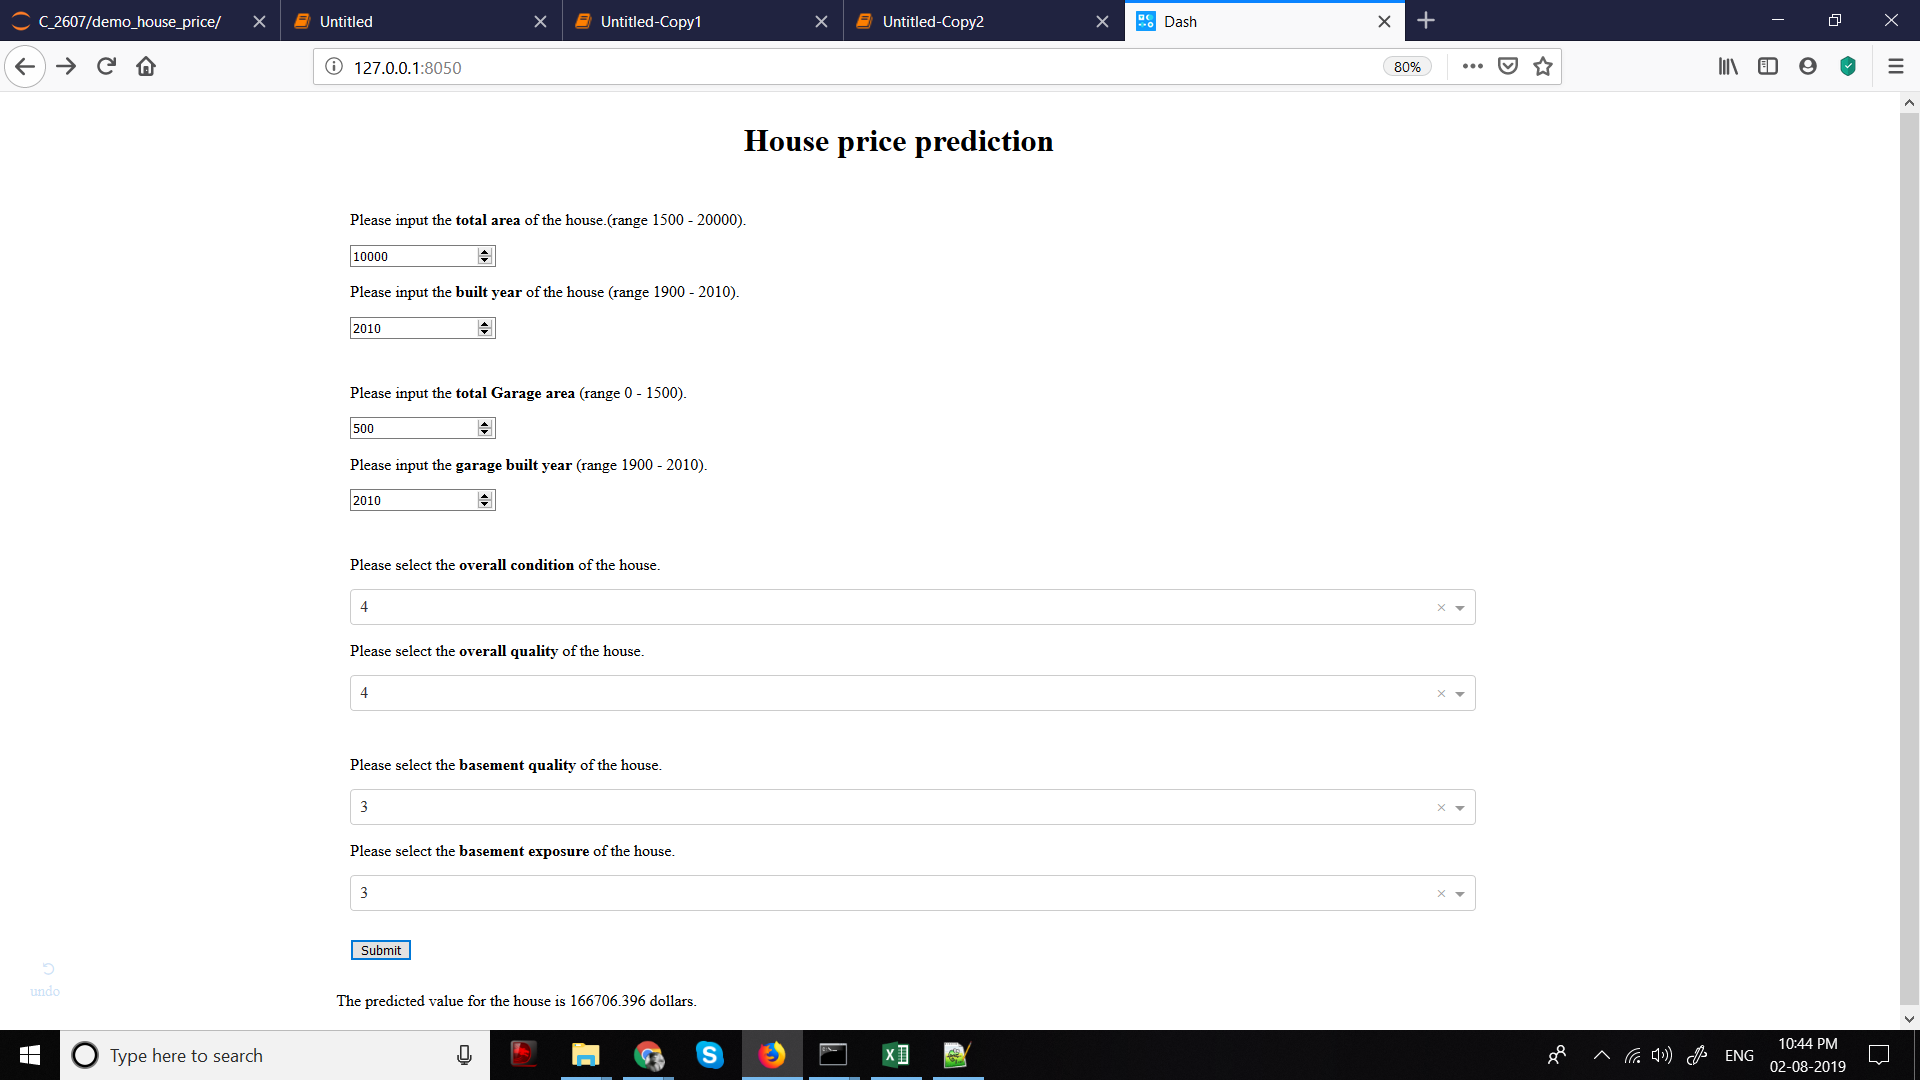 C_2607/demo_house_price/
Untitled
Untitled-Copy1
Untitled-Copy2
Dash
127.0.0.1:8050
80%
House price prediction
Please input the total area of the house.(range 1500 - 20000).
10000
Please input the built year of the house (range 1900 - 2010).
2010
Please input the total Garage area (range 0 - 1500).
500
Please input the garage built year (range 1900 - 2010).
2010
Please select the overall condition of the house.
4
Please select the overall quality of the house.
4
Please select the basement quality of the house.
3
Please select the basement exposure of the house.
3
Submit
undo
The predicted value for the house is 166706.396 dollars.
Type here to search
ENG
10:44 PM
02-08-2019